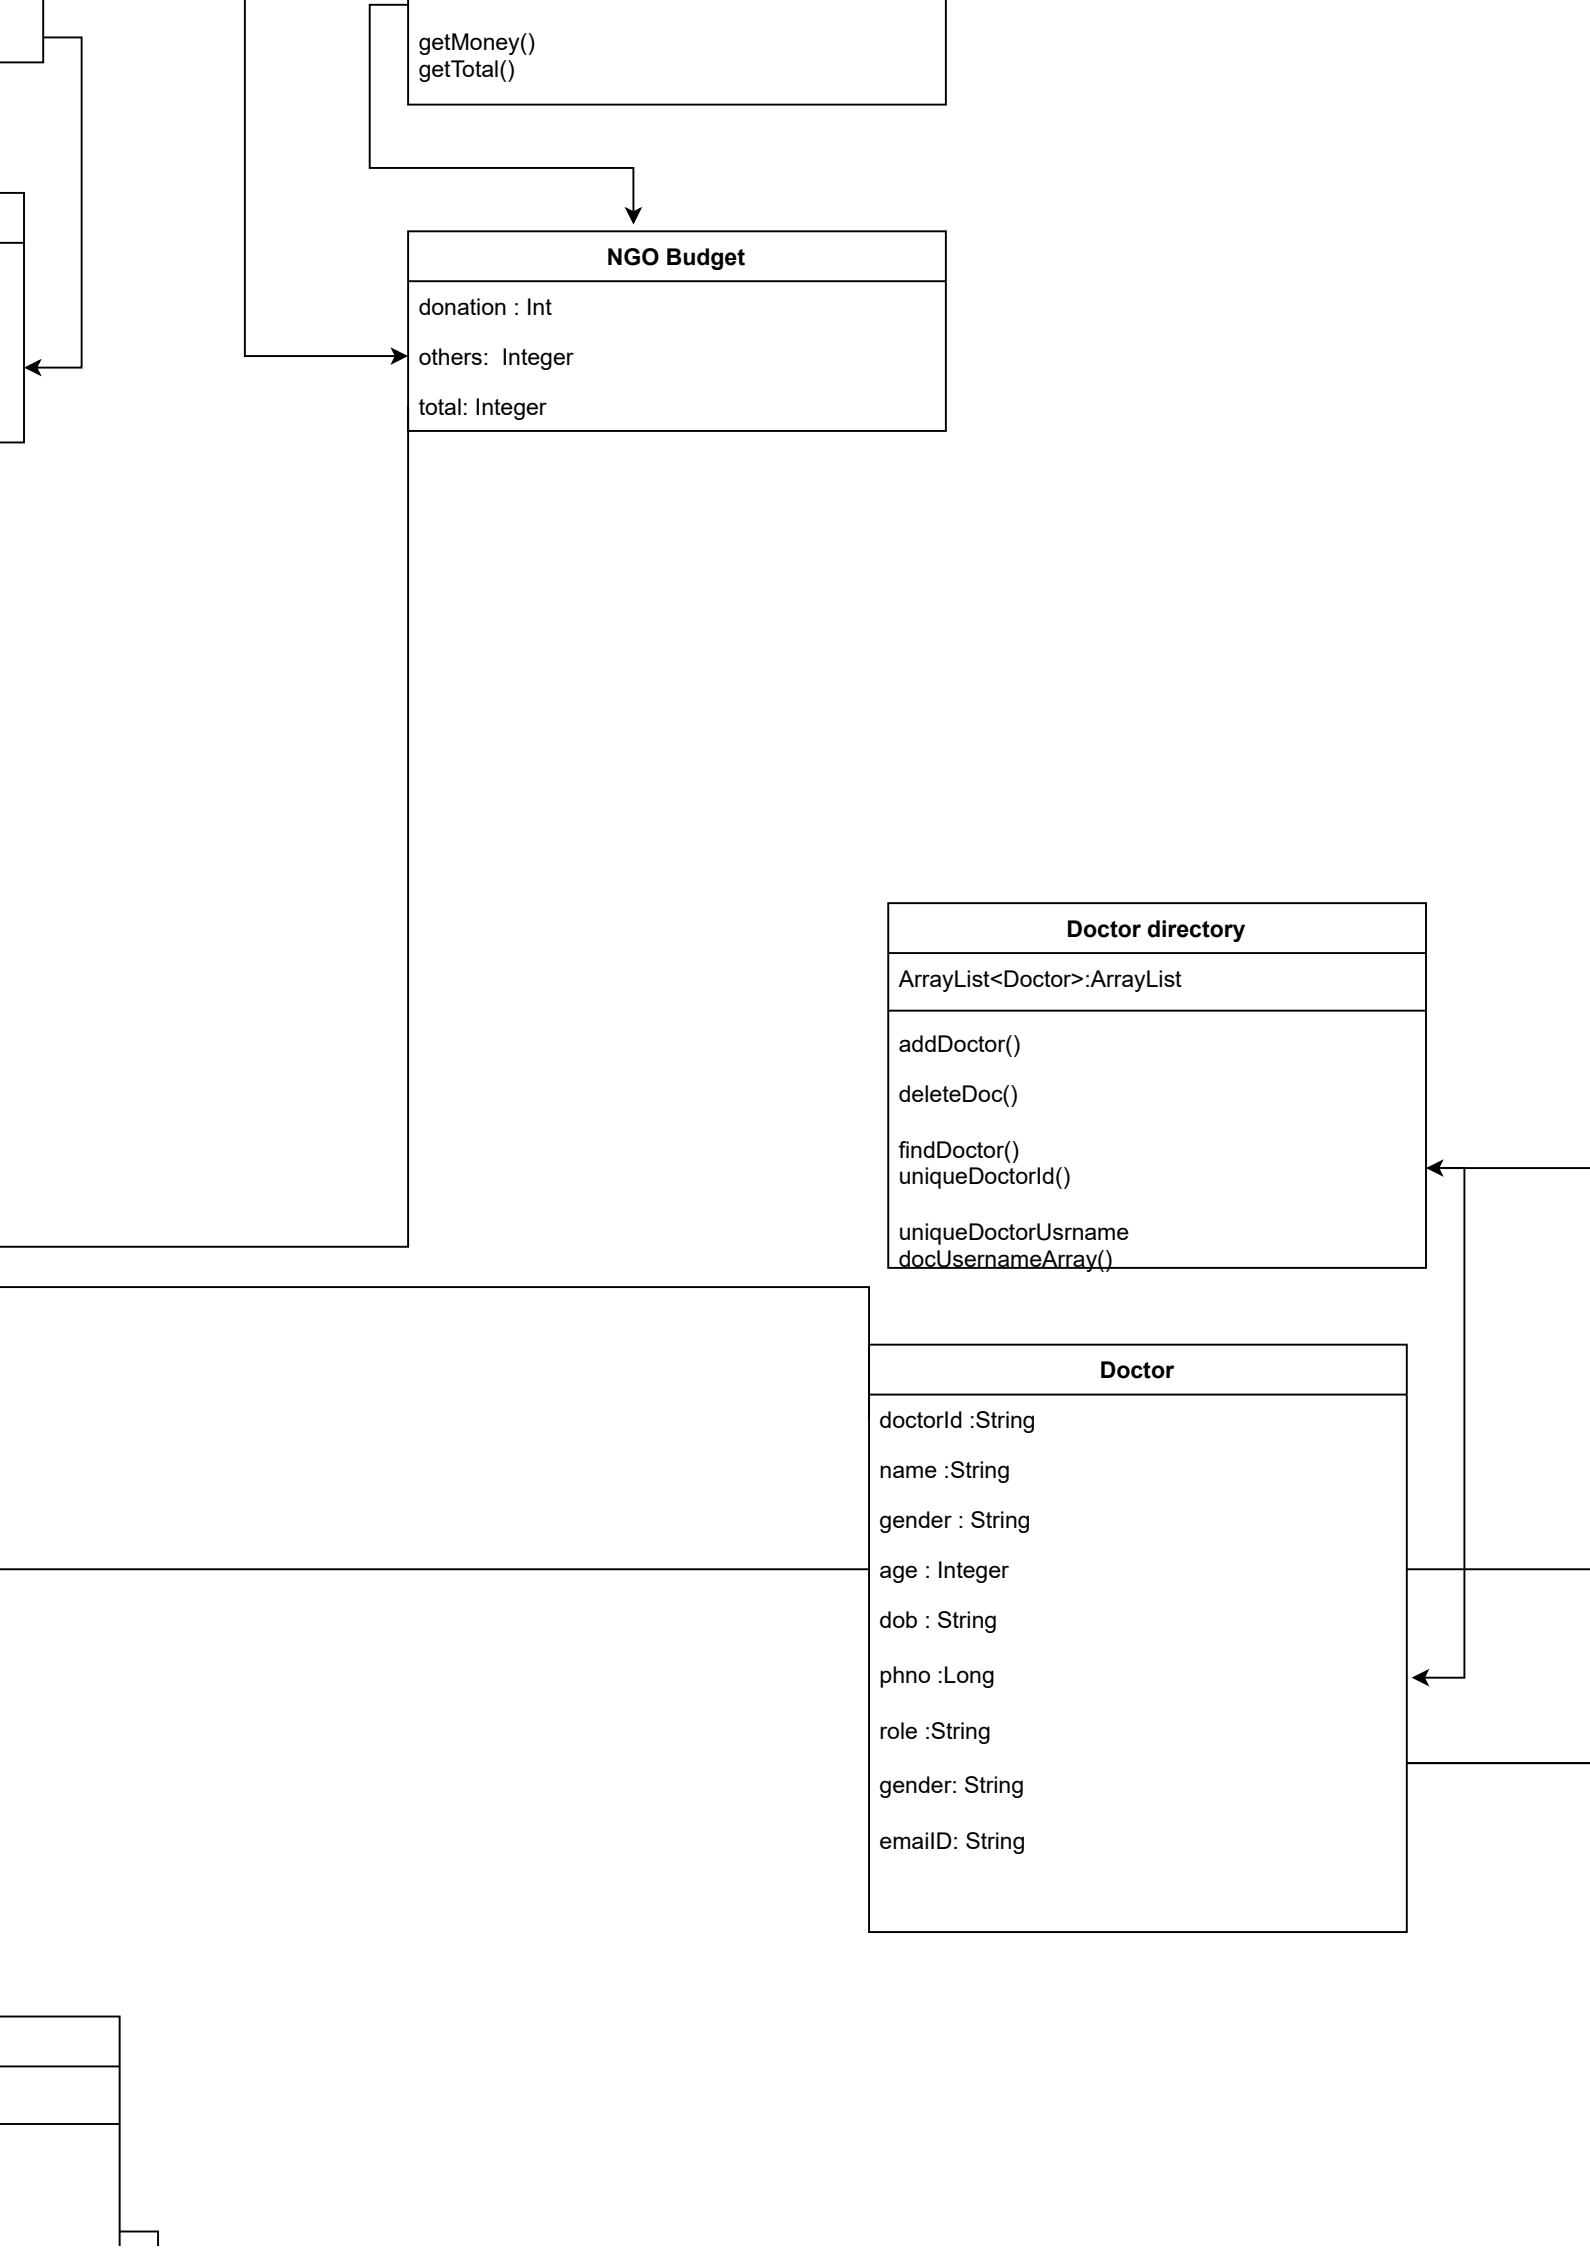 getMoney()
getTotal()
NGO Budget
donation : Int
others:  Integer
total: Integer
Doctor directory
ArrayList<Doctor>:ArrayList
addDoctor()
deleteDoc()
findDoctor()
uniqueDoctorId()
uniqueDoctorUsrname
docUsernameArray()
Doctor
doctorId :String
name :String
gender : String
age : Integer
dob : String
phno :Long
role :String
gender: String
emailD: String